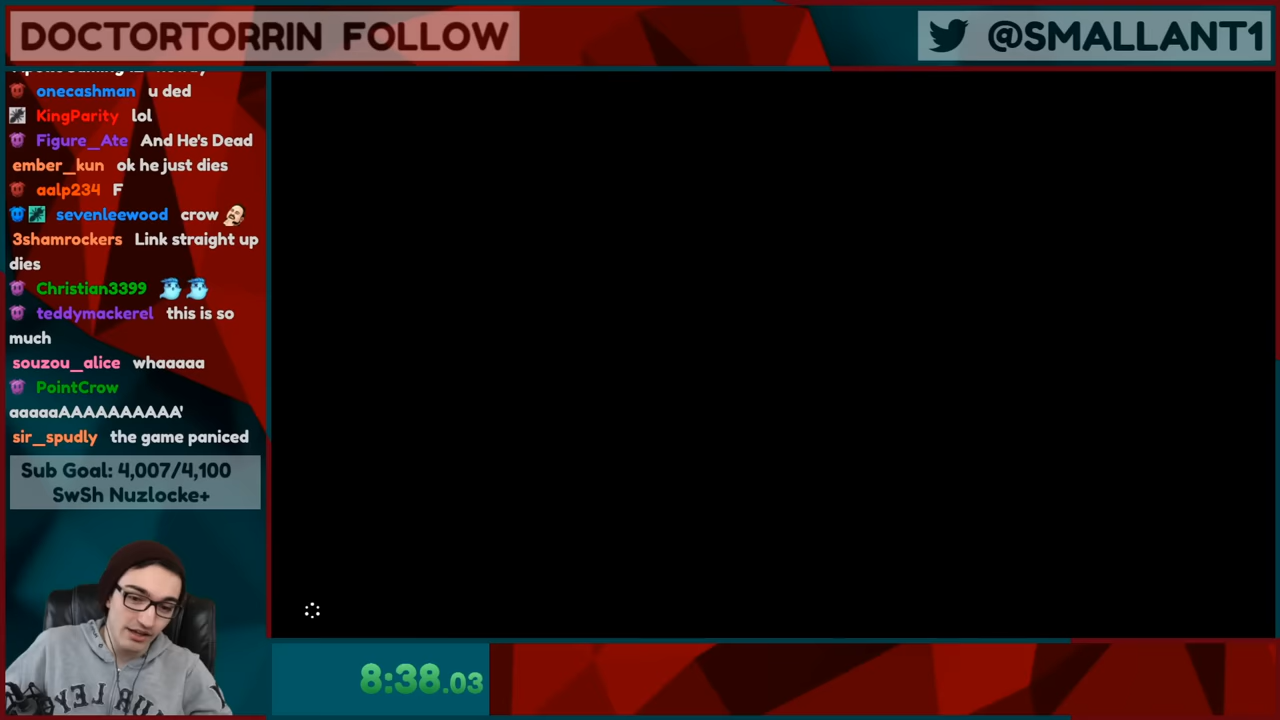 DOCTORTORRIN FOLLOW
@SMALLANT1
onecashman u ded
KingParity lol
Figure_Ate And He's Dead
ember_kun ok he just dies
aalp234 F
sevenleewood crow
3shamrockers Link straight up
dies
Christian3399
teddymackerel this is so
much
souzou_alice whaaaaa
PointCrow
aaaaaAAAAAAAAAA'
sir_spudly the game paniced
Sub Goal: 4,007/4,100
SwSh Nuzlocke+
8:38.03